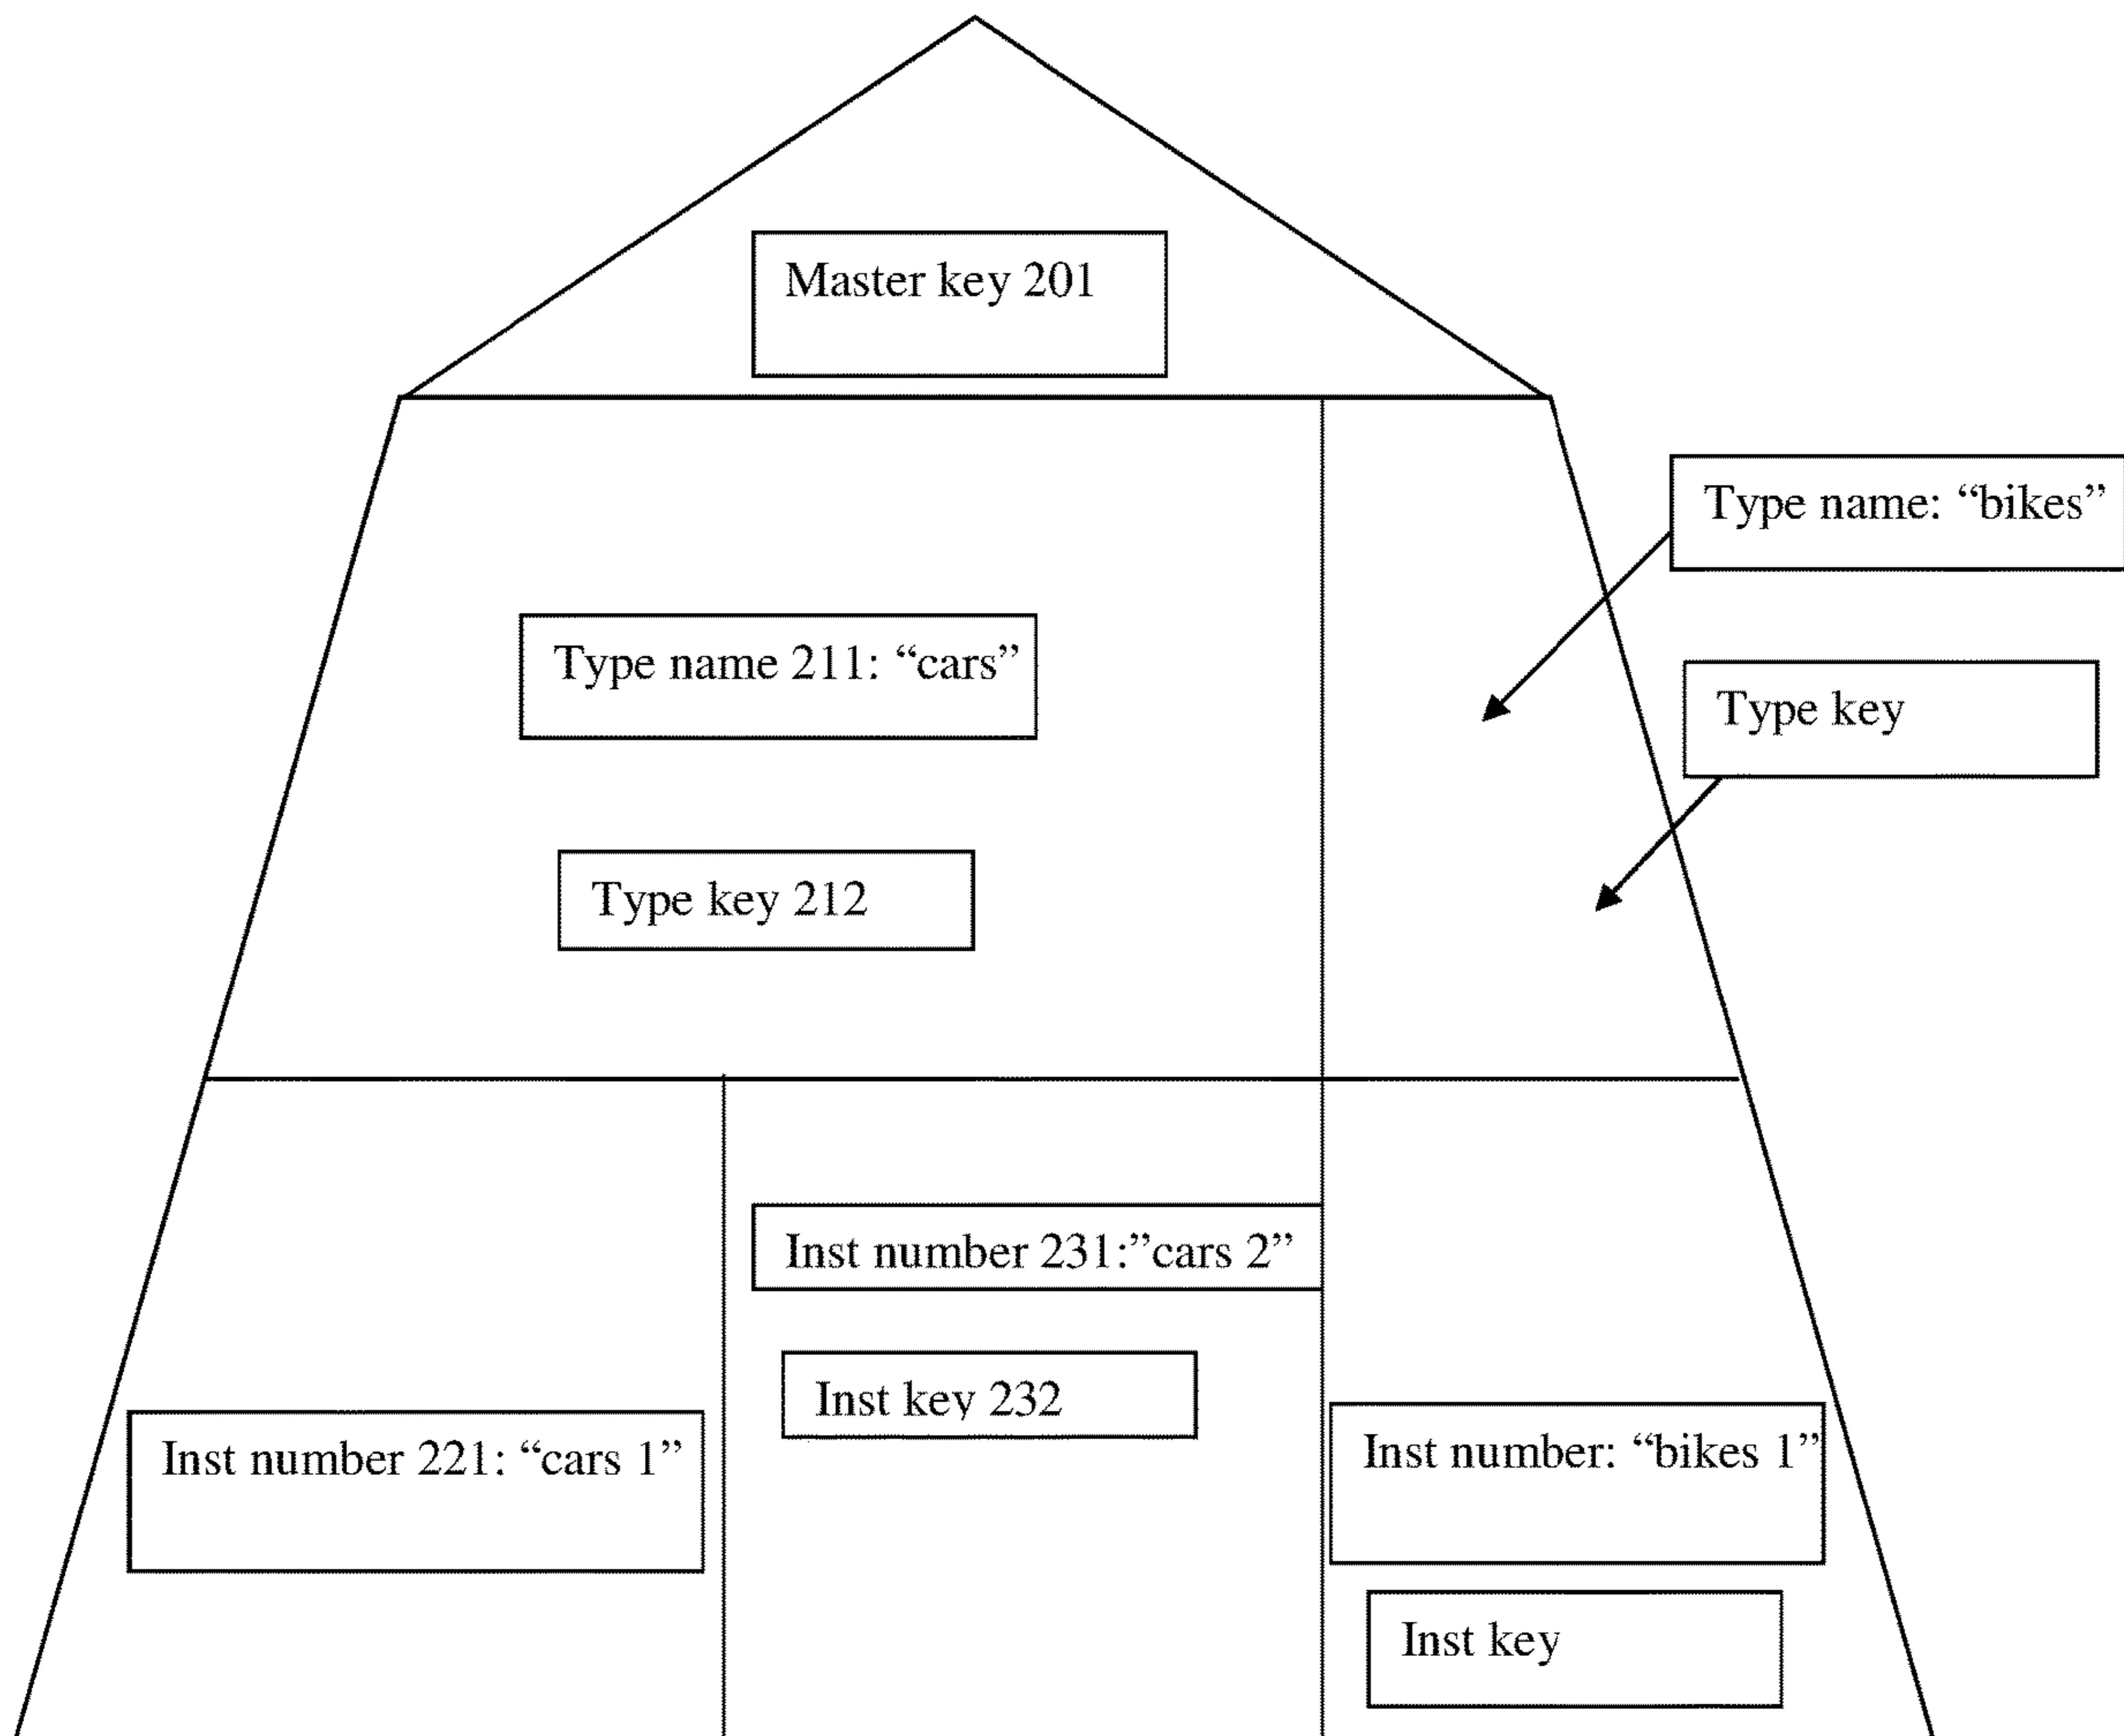 Master key 201
Type name: “bikes”
Type name 211: “cars”
Type key
Type key 212
Inst number 231:”cars 2”
Inst key 232
Inst number 221: “cars 1”
Inst number: “bikes 1”
Inst key